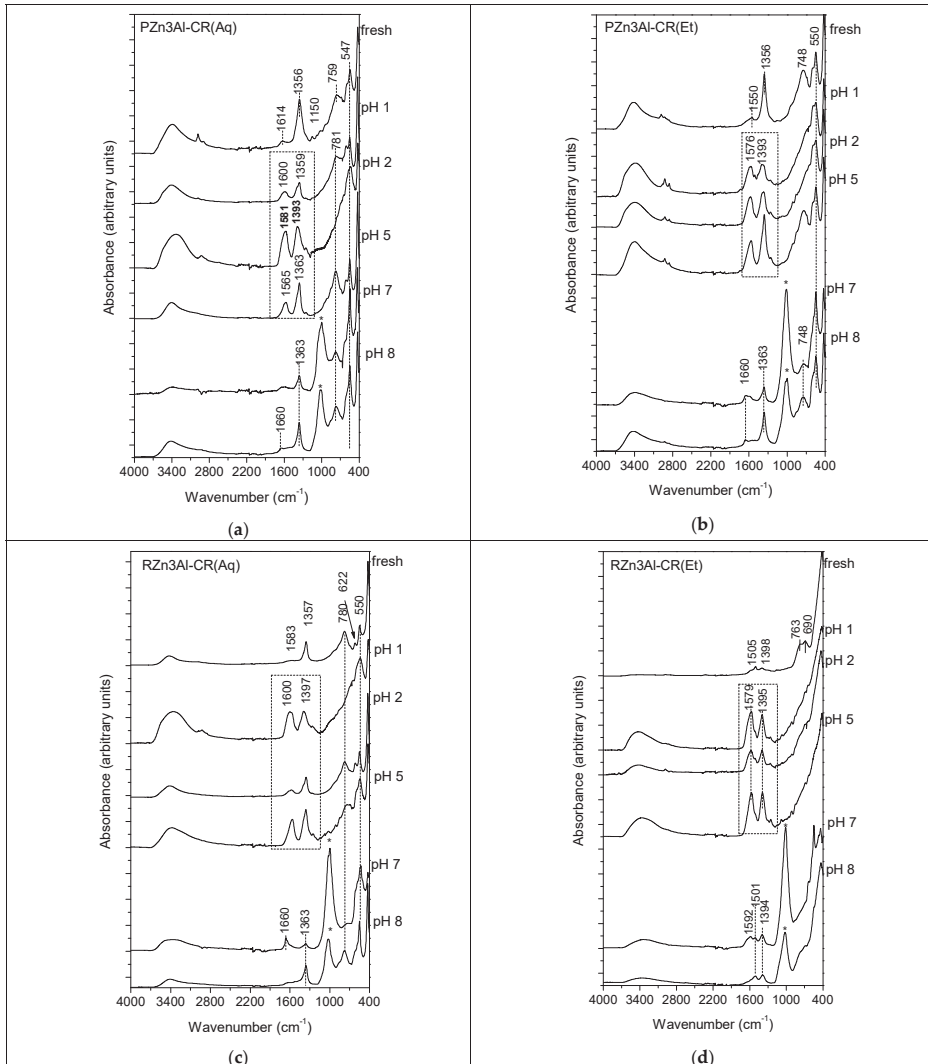 PZn3Al-CR(Aq)
fresh
547
759
1356
1150
1614
pH 1
781
pH 2
1359
1600
1581
1393
pH 5
1363
1565
pH 7
*
1363
pH 8
*
1660
Absorbance (arbitrary units)
4000 3400 2800 2200 1600 1000 400
Wavenumber (cm-1)
(a)
PZn3Al-CR(Et)
fresh
550
748
1356
1550
pH 1
pH 2
1576
1393
pH 5
pH 7
*
748
1363
1660
pH 8
*
Absorbance (arbitrary units)
4000 3400 2800 2200 1600 1000 400
Wavenumber (cm-1)
(b)
RZn3Al-CR(Aq)
fresh
622
550
780
1357
1583
pH 1
pH 2
1600
1397
pH 5
*
pH 7
1660
1363
pH 8
*
Absorbance (arbitrary units)
4000 3400 2800 2200 1600 1000 400
Wavenumber (cm-1)
(c)
RZn3Al-CR(Et)
fresh
763
690
1505
1398
pH 1
pH 2
1579
1395
pH 5
pH 7
*
1592
1501
1394
pH 8
*
Absorbance (arbitrary units)
4000 3400 2800 2200 1600 1000 400
Wavenumber (cm-1)
(d)